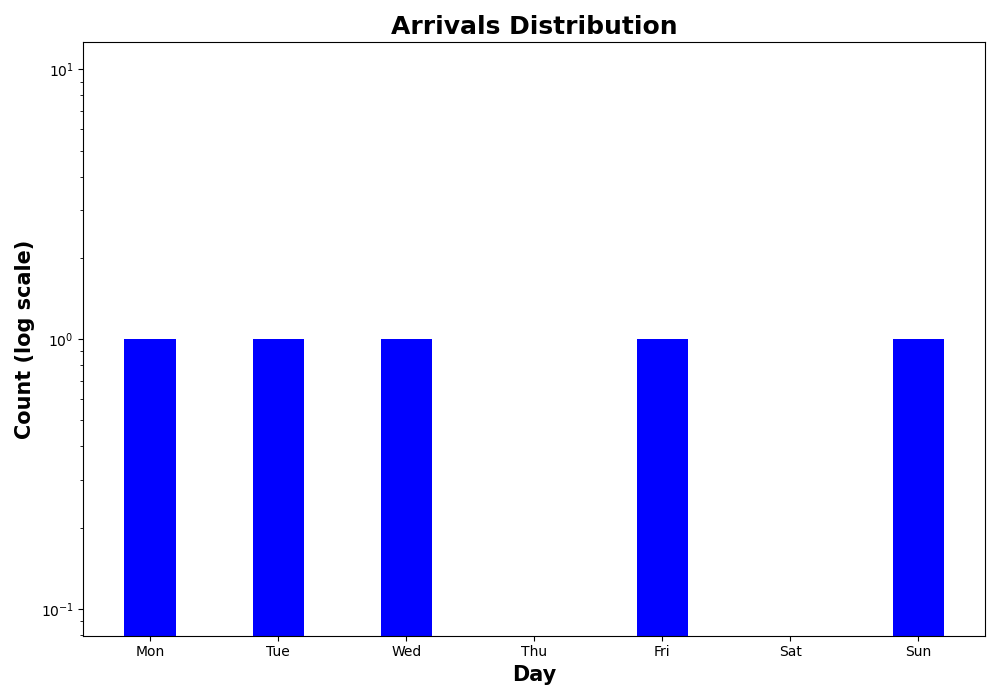 Arrivals Distribution
Count (log scale)
10¹
10⁰
10⁻¹
Mon Tue Wed Thu Fri Sat Sun
Day